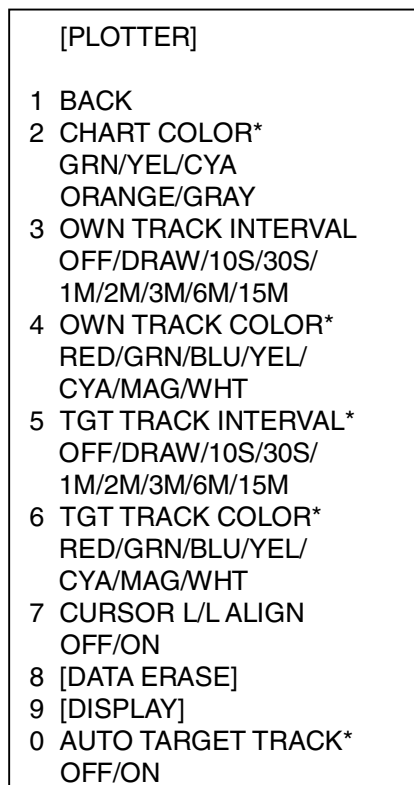 [PLOTTER]
1 BACK
2 CHART COLOR*
GRN/YEL/CYA
ORANGE/GRAY
3 OWN TRACK INTERVAL
OFF/DRAW/10S/30S/
1M/2M/3M/6M/15M
4 OWN TRACK COLOR*
RED/GRN/BLU/YEL/
CYA/MAG/WHT
5 TGT TRACK INTERVAL*
OFF/DRAW/10S/30S/
1M/2M/3M/6M/15M
6 TGT TRACK COLOR*
RED/GRN/BLU/YEL/
CYA/MAG/WHT
7 CURSOR L/L ALIGN
OFF/ON
8 [DATA ERASE]
9 [DISPLAY]
0 AUTO TARGET TRACK*
OFF/ON